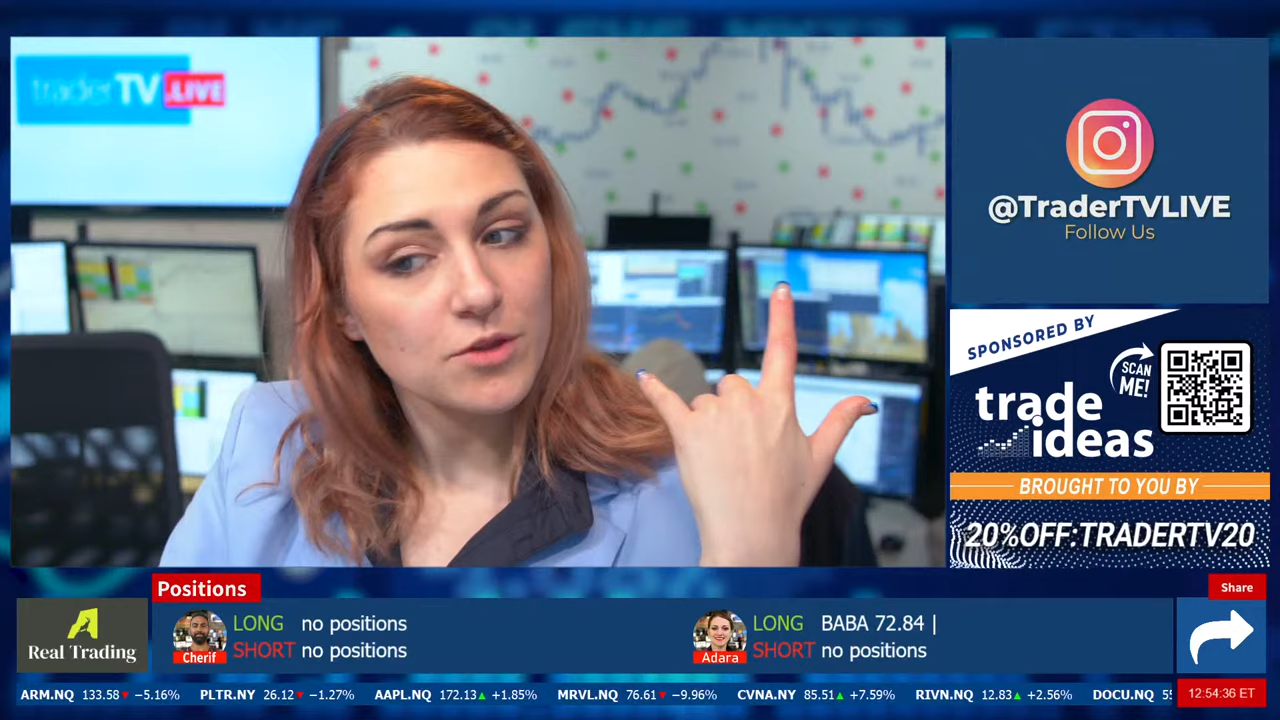 traderTV.LIVE
@TraderTVLIVE
Follow Us
SPONSORED BY
SCAN
ME!
trade
ideas
BROUGHT TO YOU BY
20%OFF:TRADERTV20
Positions
Share
Real Trading
Cherif
LONG no positions
SHORT no positions
Adara
LONG BABA 72.84 |
SHORT no positions
ARM.NQ 133.58▼ −5.16% PLTR.NY 26.12▼ −1.27% AAPL.NQ 172.13▲ +1.85% MRVL.NQ 76.61▼ −9.96% CVNA.NY 85.51▲ +7.59% RIVN.NQ 12.83▲ +2.56% DOCU.NQ
12:54:36 ET